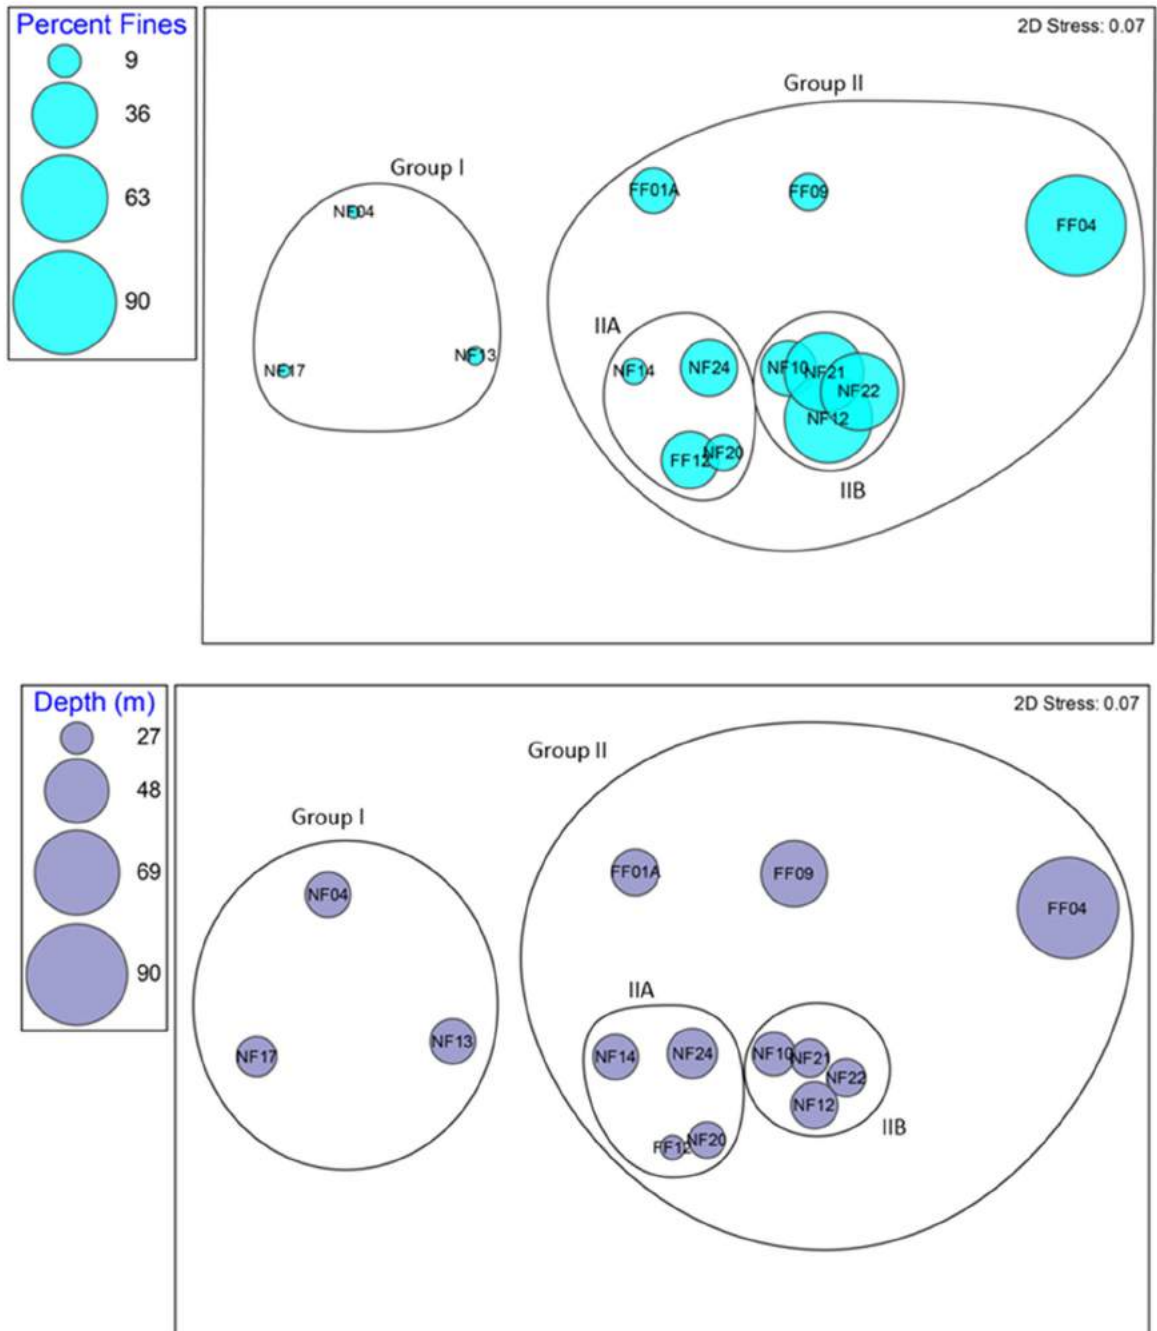 Percent Fines
9
36
63
90
2D Stress: 0.07
Group II
Group I
FF01A
FF09
NF04
FF04
IIA
NF13
NF17
NF14
NF24
NF10
NF21
NF22
NF12
FF12
NF20
IIB
Depth (m)
27
48
69
90
2D Stress: 0.07
Group II
Group I
FF01A
FF09
NF04
FF04
IIA
NF13
NF17
NF14
NF24
NF10
NF21
NF22
NF12
FF12
NF20
IIB